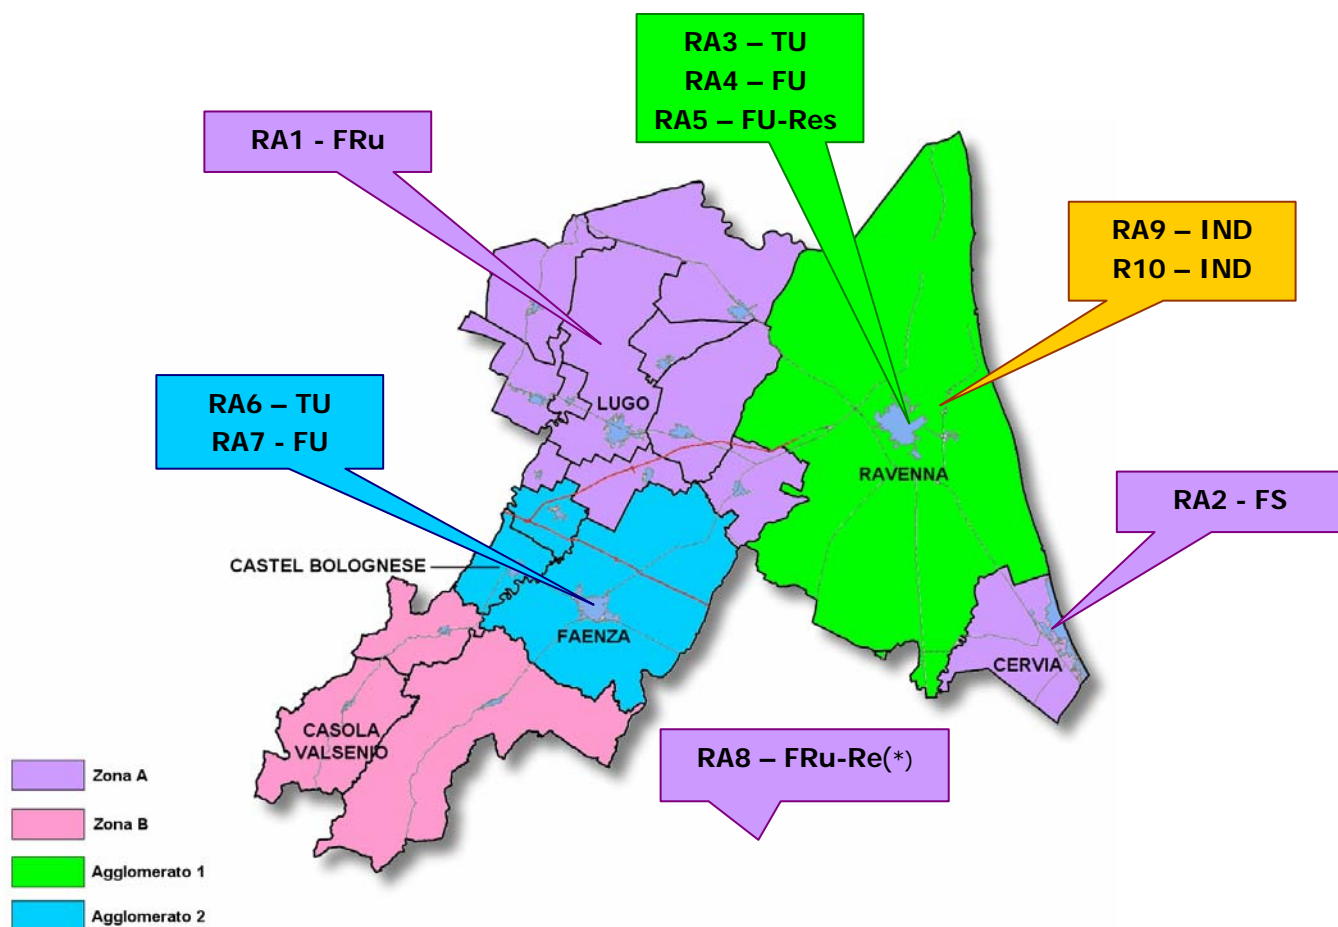 RA3 – TU
RA4 – FU
RA5 – FU-Res
RA1 - FRu
RA9 – IND
R10 – IND
RA6 – TU
RA7 - FU
LUGO
RAVENNA
RA2 - FS
CASTEL BOLOGNESE
FAENZA
CERVIA
CASOLA
VALSENIO
RA8 – FRu-Re(*)
Zona A
Zona B
Agglomerato 1
Agglomerato 2